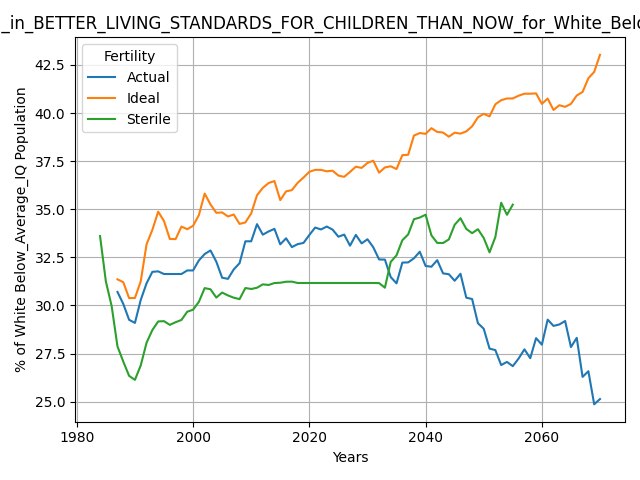 _in_BETTER_LIVING_STANDARDS_FOR_CHILDREN_THAN_NOW_for_White_Belo
Fertility
Actual
Ideal
Sterile
42.5
40.0
37.5
35.0
32.5
30.0
27.5
25.0
% of White Below_Average_IQ Population
1980
2000
2020
2040
2060
Years